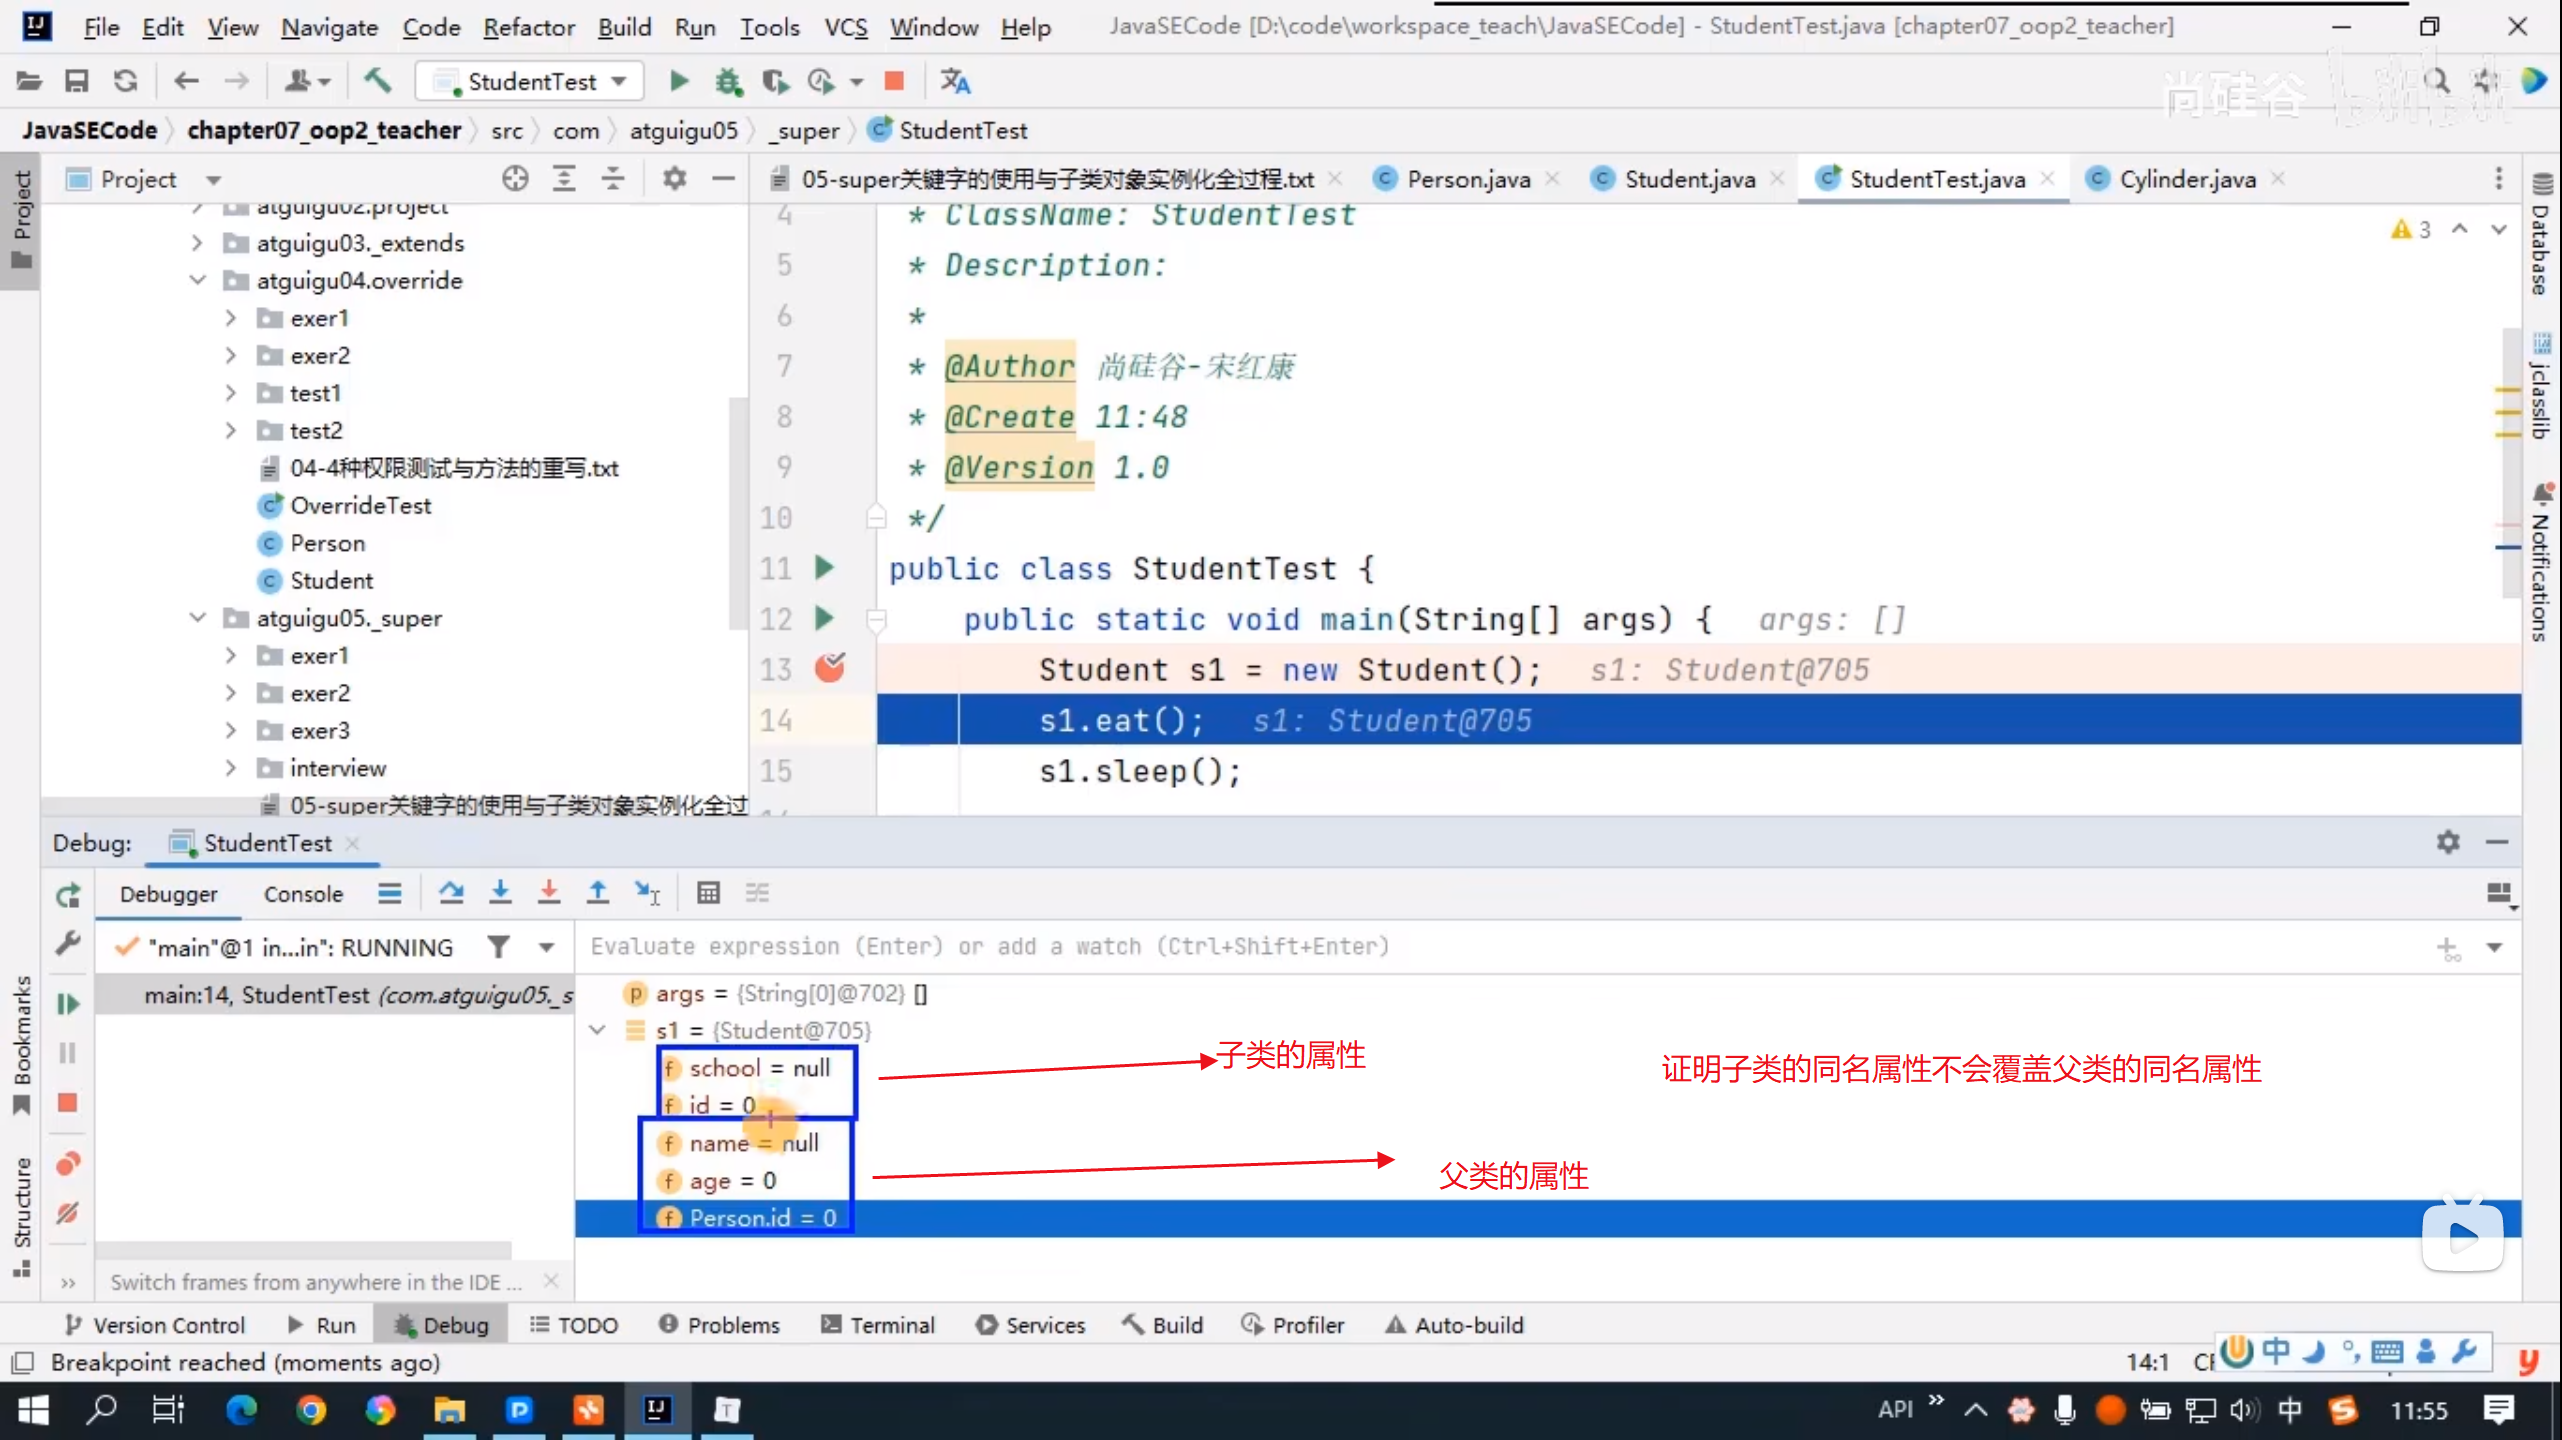 File Edit View Navigate Code Refactor Build Run Tools VCS Window Help JavaSECode [D:\code\workspace_teach\JavaSECode] - StudentTest.java [chapter07_oop2_teacher]
StudentTest
尚硅谷 bilibili
JavaSECode chapter07_oop2_teacher src com atguigu05 _super StudentTest
Project
Project
05-super关键字的使用与子类对象实例化全过程.txt Person.java Student.java StudentTest.java Cylinder.java
atguigu02.project
atguigu03._extends
atguigu04.override
exer1
exer2
test1
test2
04-4种权限测试与方法的重写.txt
OverrideTest
Person
Student
atguigu05._super
exer1
exer2
exer3
interview
05-super关键字的使用与子类对象实例化全过
4 * ClassName: StudentTest
5 * Description:
6 *
7 * @Author 尚硅谷-宋红康
8 * @Create 11:48
9 * @Version 1.0
10 */
11 public class StudentTest {
12 public static void main(String[] args) { args: []
13 Student s1 = new Student(); s1: Student@705
14 s1.eat(); s1: Student@705
15 s1.sleep();
3
Database
jclasslib
Notifications
Debug: StudentTest
Debugger Console
"main"@1 in...in": RUNNING
main:14, StudentTest (com.atguigu05._s
Switch frames from anywhere in the IDE ...
Evaluate expression (Enter) or add a watch (Ctrl+Shift+Enter)
args = {String[0]@702} []
s1 = {Student@705}
school = null
id = 0
name = null
age = 0
Person.id = 0
子类的属性
证明子类的同名属性不会覆盖父类的同名属性
父类的属性
Bookmarks
Structure
Version Control Run Debug TODO Problems Terminal Services Build Profiler Auto-build
Breakpoint reached (moments ago)
14:1
中
API
中
11:55